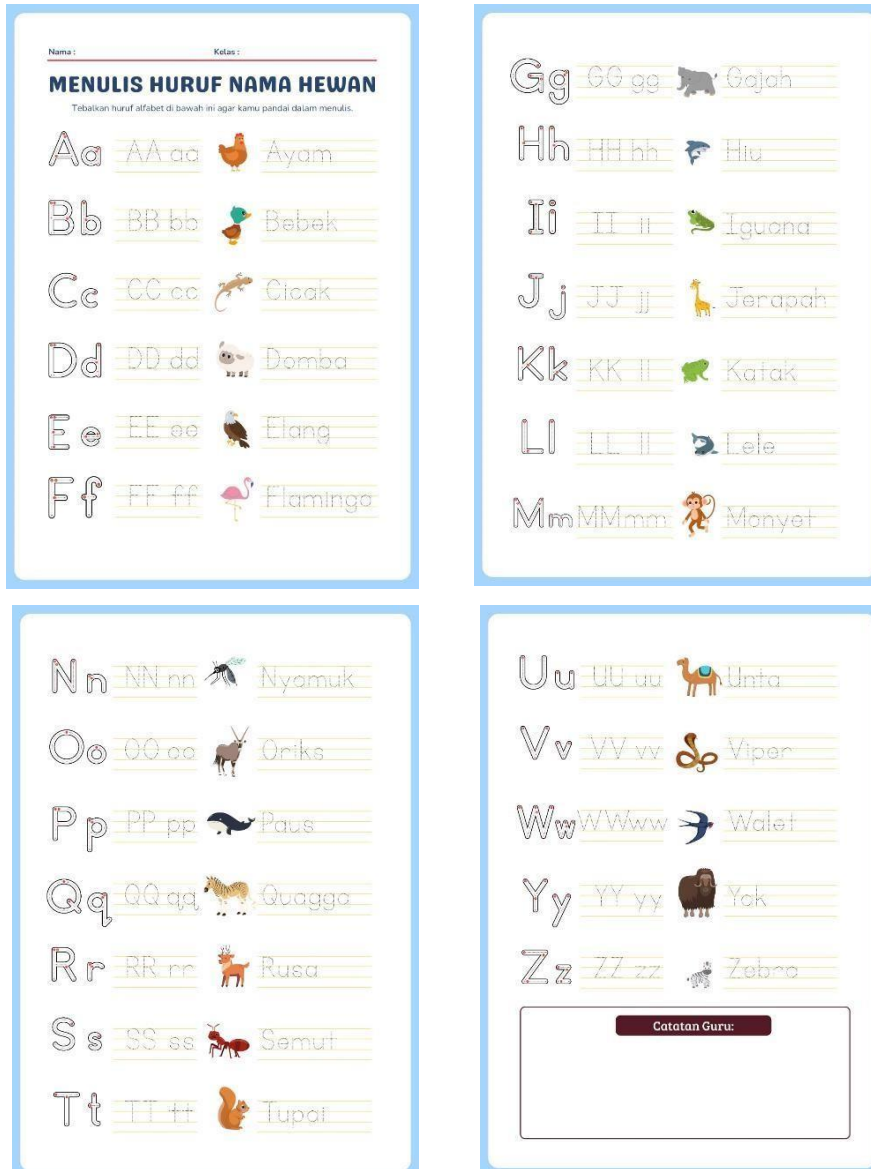 Nama : Kelas :
MENULIS HURUF NAMA HEWAN
Tebalkan huruf alfabet di bawah ini agar kamu pandai dalam menulis.
Aa AA aa Ayam
Bb BB bb Bebek
Cc CC cc Cicak
Dd DD dd Domba
Ee EE ee Elang
Ff FF ff Flamingo
Gg GG gg Gajah
Hh HH hh Hiu
Ii II ii Iguana
Jj JJ jj Jerapah
Kk KK ll Katak
Ll LL ll Lele
Mm MMmm Monyet
Nn NN nn Nyamuk
Oo OO oo Oriks
Pp PP pp Paus
Qq QQ qq Quagga
Rr RR rr Rusa
Ss SS ss Semut
Tt TT tt Tupai
Uu UU uu Unta
Vv VV vv Viper
Ww WWww Walet
Yy YY yy Yak
Zz ZZ zz Zebra
Catatan Guru: